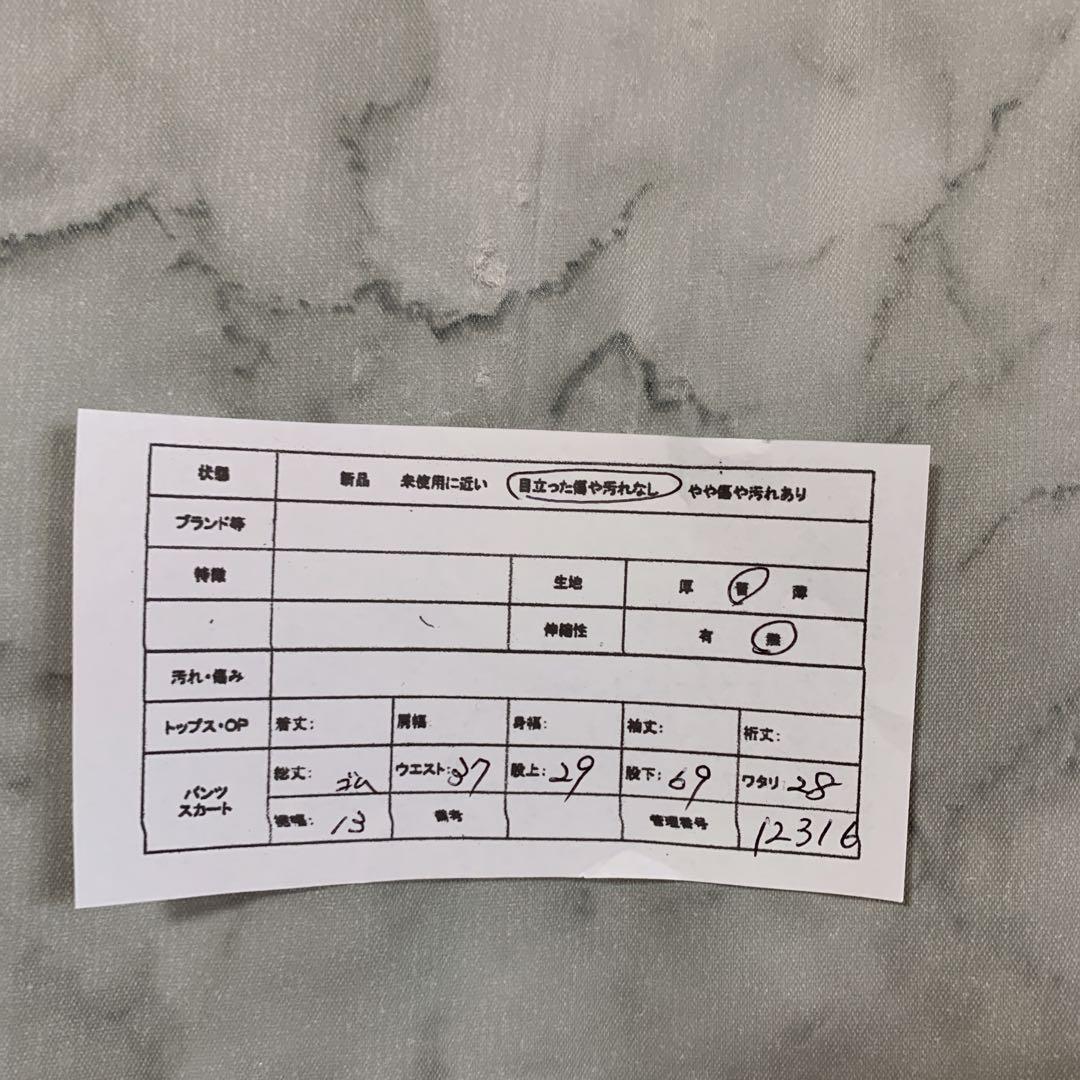 状態 新品 未使用に近い 目立った傷や汚れなし やや傷や汚れあり
ブランド等
特徴 生地 厚 普 薄
伸縮性 有 無
汚れ・傷み
トップス・OP 着丈: 肩幅 身幅: 袖丈: 裄丈:
パンツ スカート 総丈: ゴム ウエスト: 37 股上: 29 股下: 69 ワタリ: 28
裾幅: 13 備考 管理番号 12316